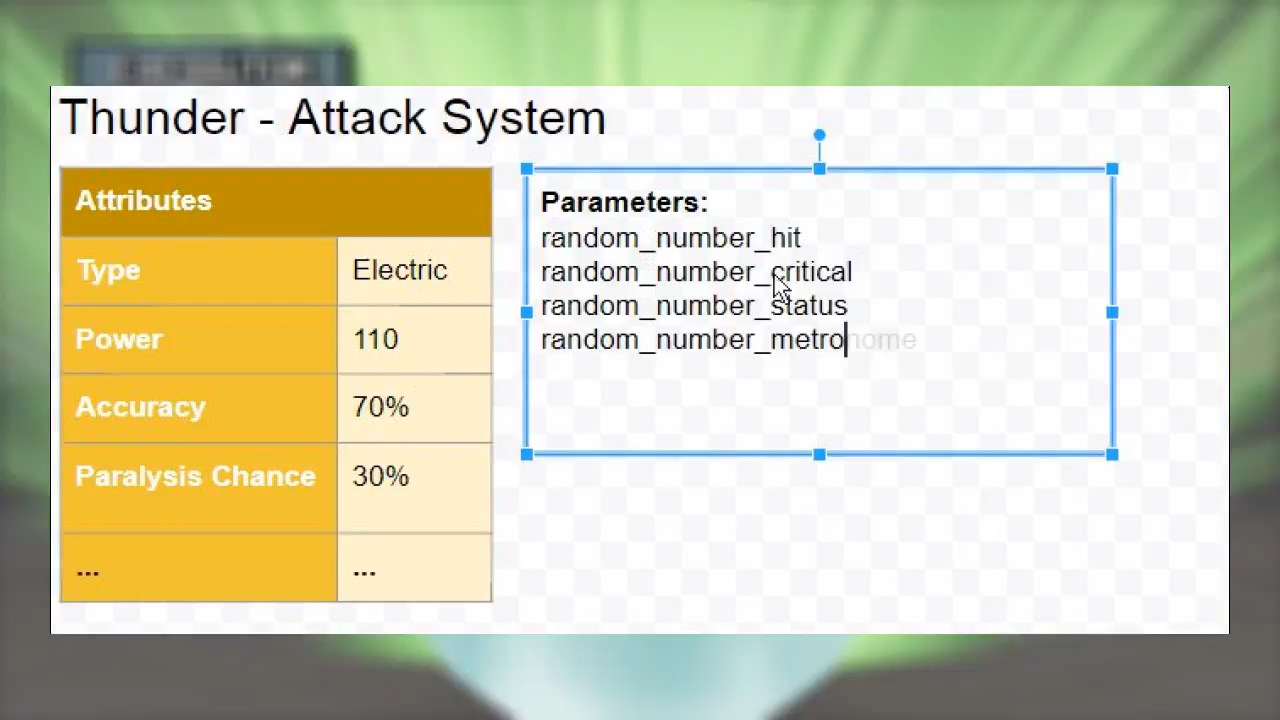 Thunder - Attack System
Attributes
Type Electric
Power 110
Accuracy 70%
Paralysis Chance 30%
... ...
Parameters:
random_number_hit
random_number_critical
random_number_status
random_number_metronome